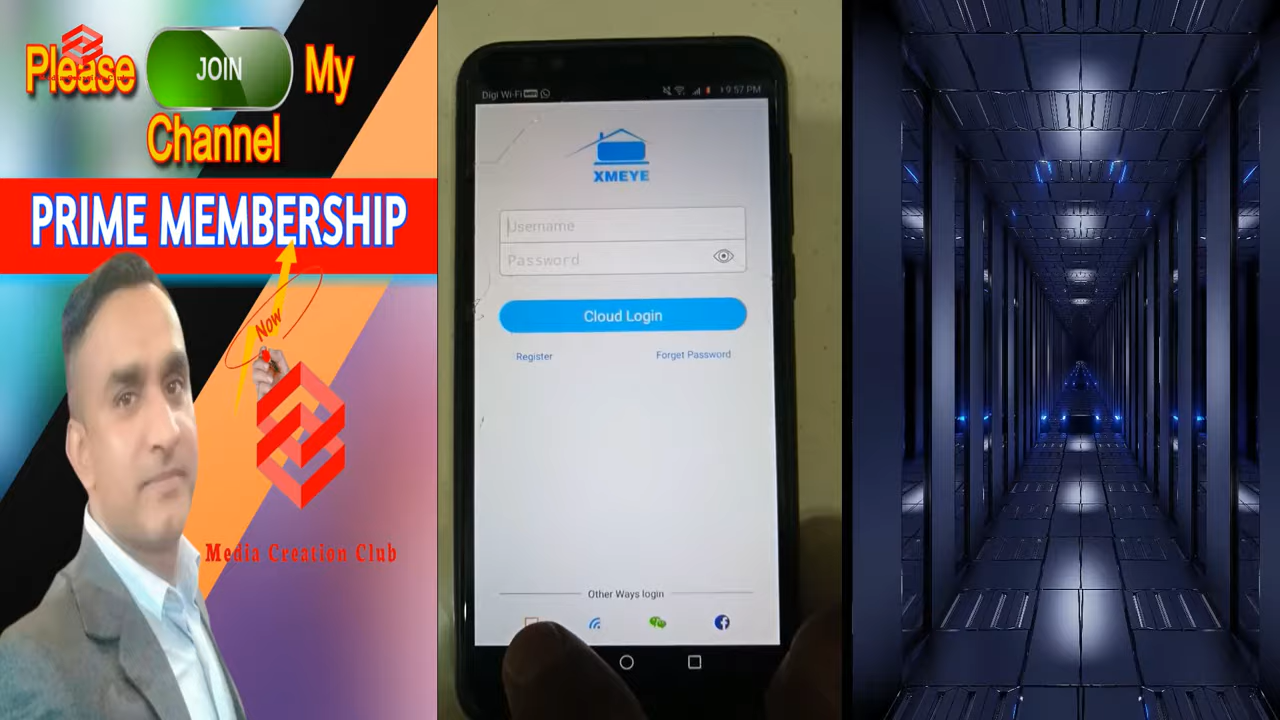 Please JOIN My
Channel
PRIME MEMBERSHIP
Now
Media Creation Club
Digi Wi-Fi
9:57 PM
XMEYE
Username
Password
Cloud Login
Register
Forget Password
Other Ways login